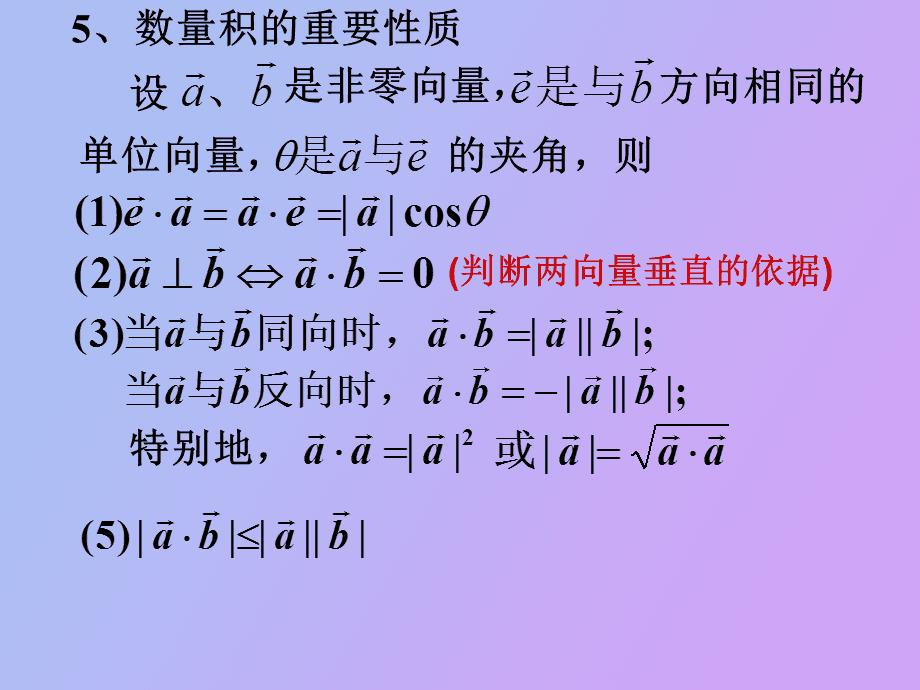 5、数量积的重要性质
设 $\vec{a}$、$\vec{b}$ 是非零向量，$\vec{e}$是与$\vec{b}$方向相同的
单位向量，$\theta$是$\vec{a}$与$\vec{e}$ 的夹角，则
(1)$\vec{e} \cdot \vec{a} = \vec{a} \cdot \vec{e} = |\vec{a}| \cos\theta$
(2)$\vec{a} \perp \vec{b} \Leftrightarrow \vec{a} \cdot \vec{b} = 0$ (判断两向量垂直的依据)
(3)当$\vec{a}$与$\vec{b}$同向时，$\vec{a} \cdot \vec{b} = |\vec{a}||\vec{b}|$;
当$\vec{a}$与$\vec{b}$反向时，$\vec{a} \cdot \vec{b} = -|\vec{a}||\vec{b}|$;
特别地，$\vec{a} \cdot \vec{a} = |\vec{a}|^2$ 或$|\vec{a}| = \sqrt{\vec{a} \cdot \vec{a}}$
(5)$|\vec{a} \cdot \vec{b}| \le |\vec{a}||\vec{b}|$